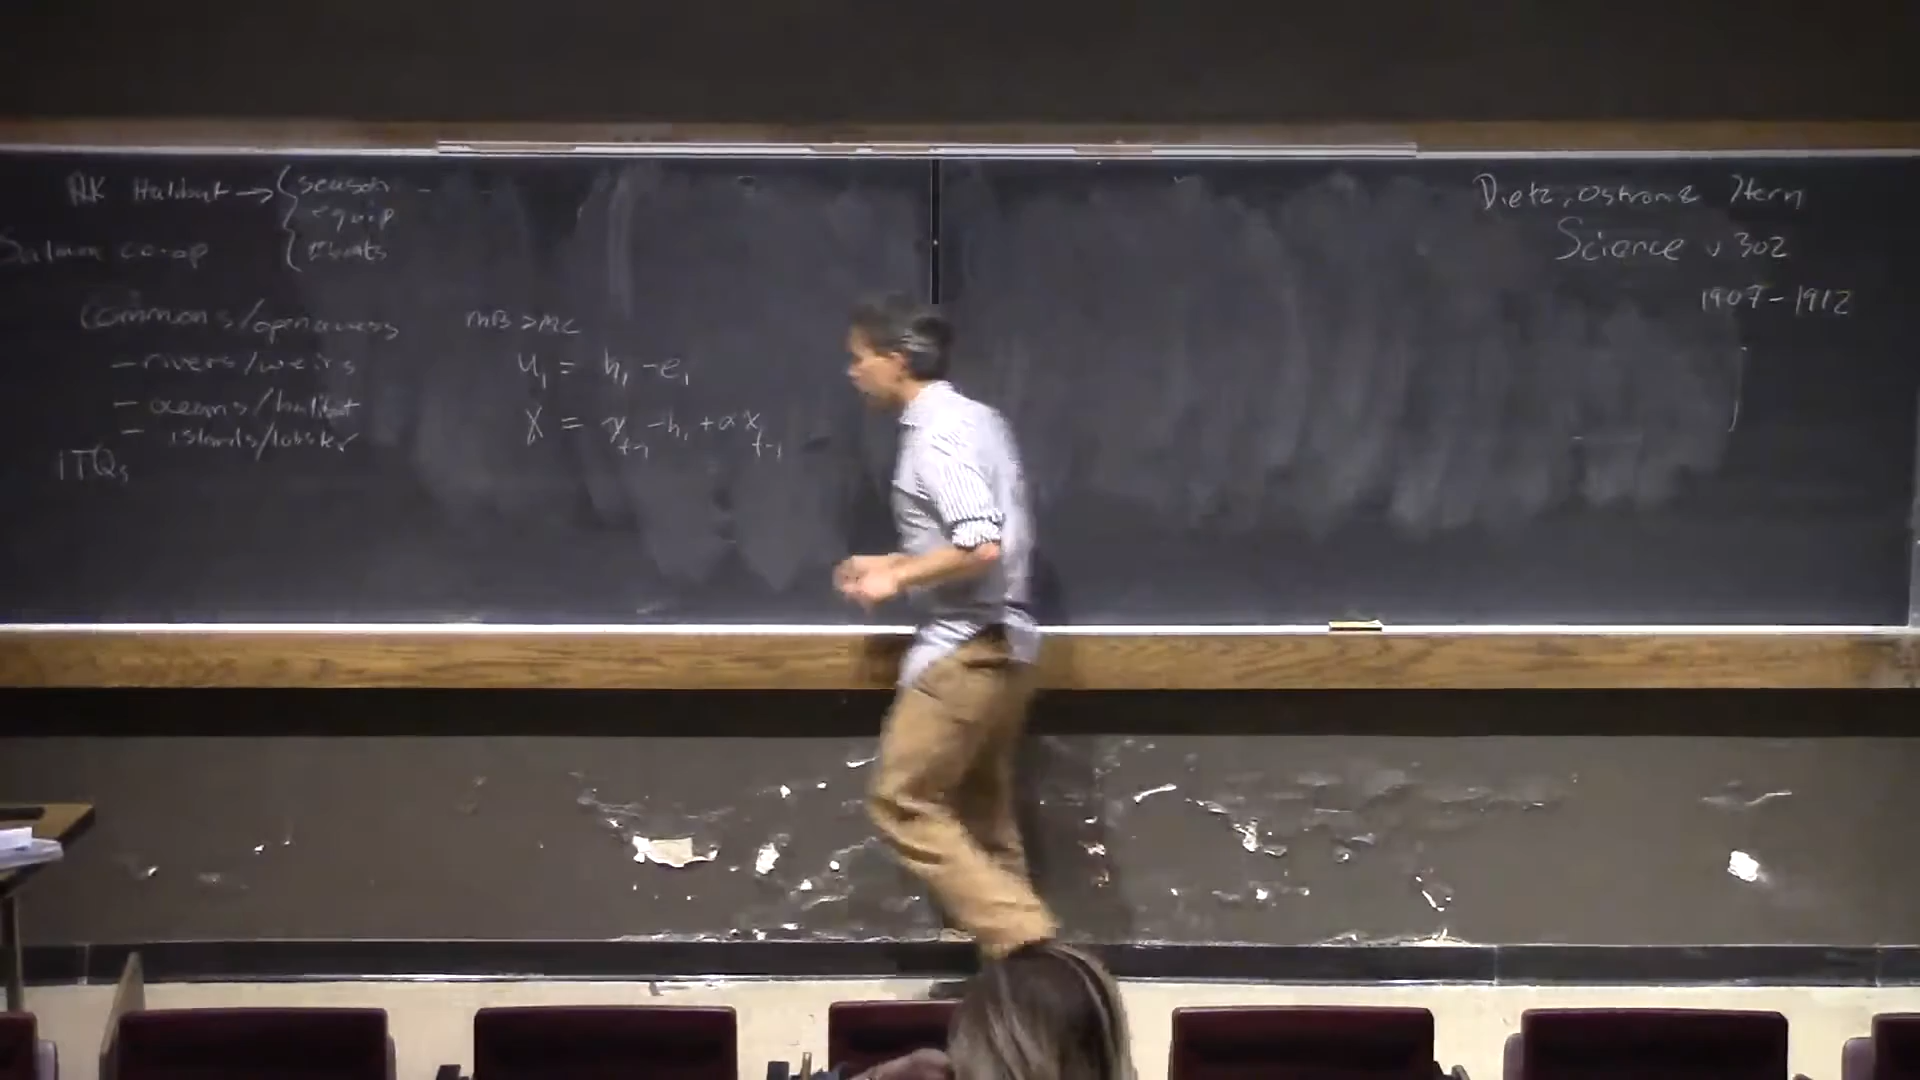 AK Halibut → { season
equip
# boats
Salmon co-op
commons/open access
- rivers/weirs
- oceans/halibut
- islands/lobster
ITQs
MB > MC
u₁ = h₁ - e₁
X = γ_{t-1} - h₁ + α x_{t-1}
Dietz, Ostrom & Stern
Science v 302
1907-1912